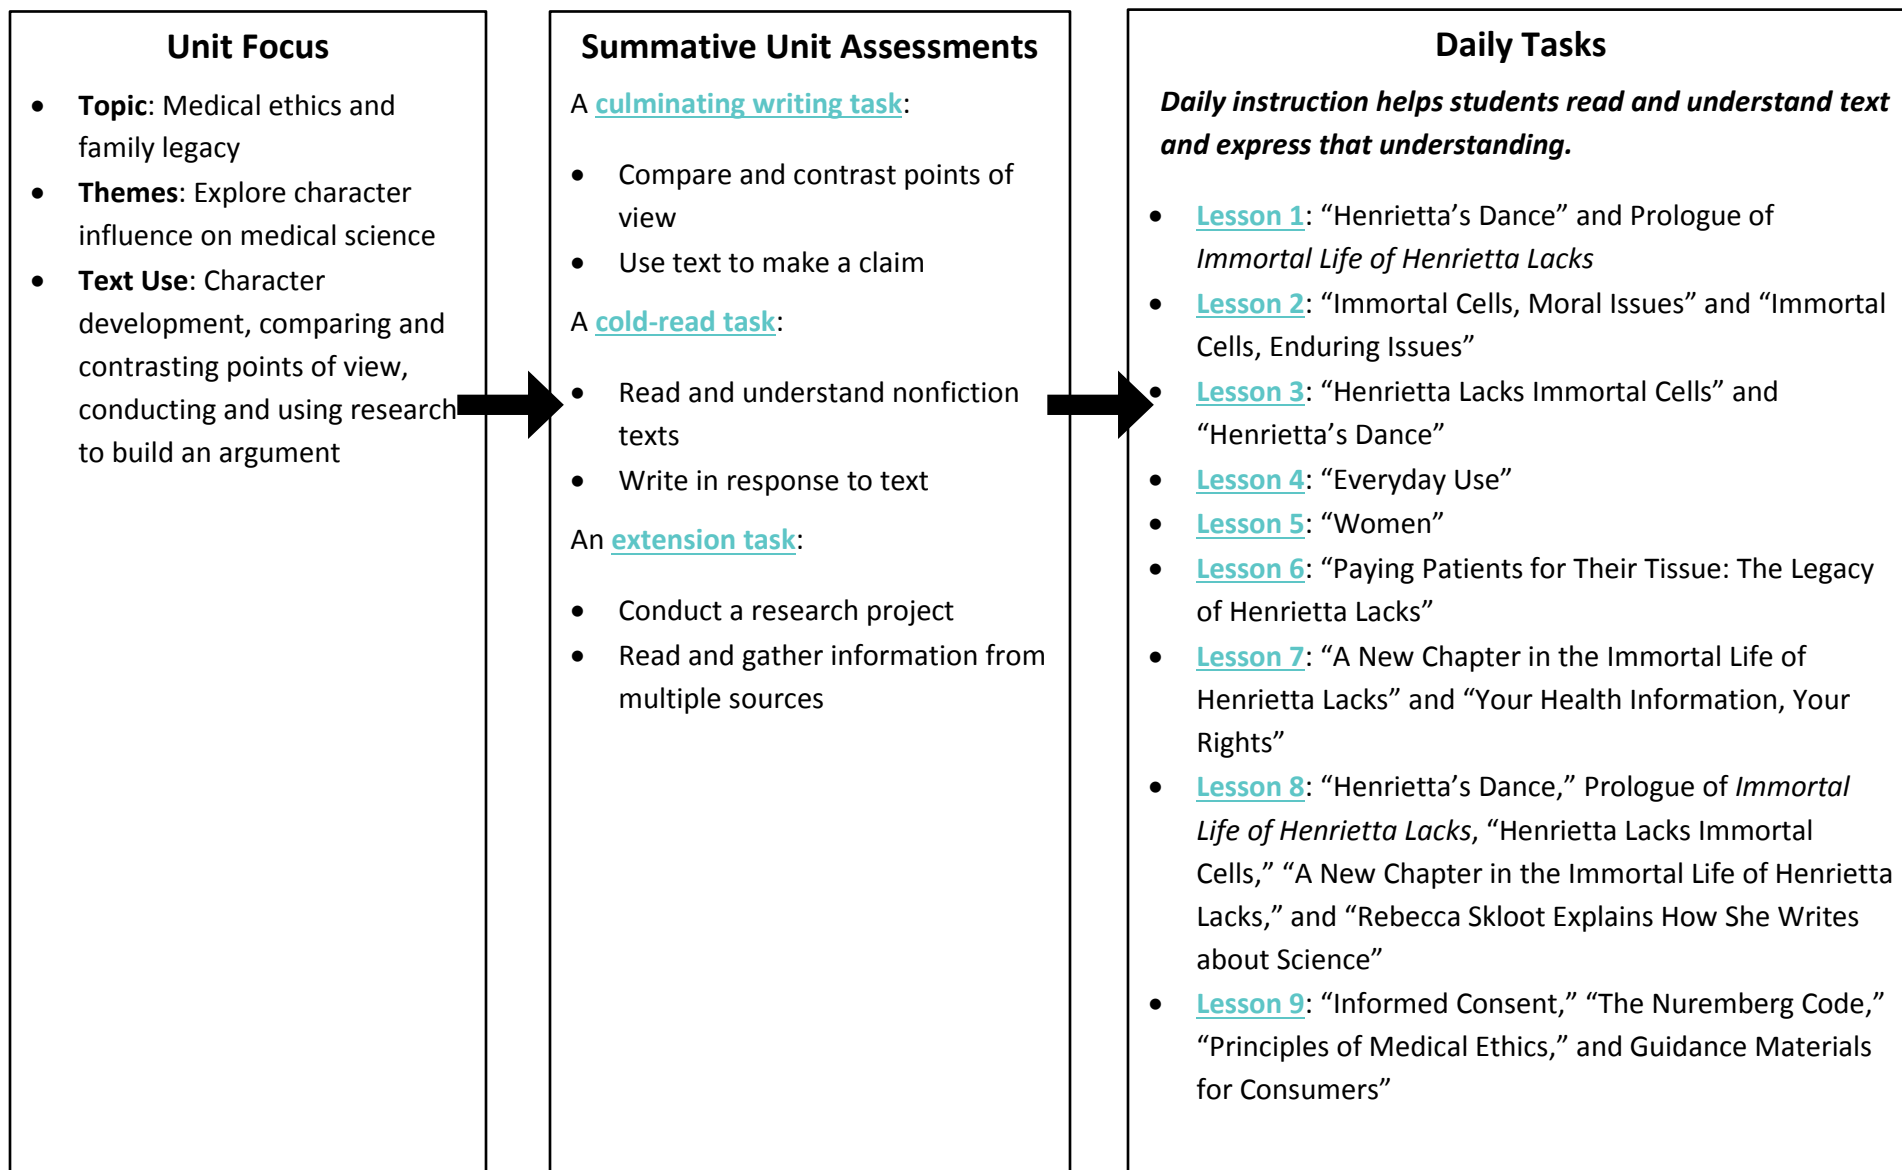 Unit Focus
• Topic: Medical ethics and
family legacy
• Themes: Explore character
influence on medical science
• Text Use: Character
development, comparing and
contrasting points of view,
conducting and using research
to build an argument
Summative Unit Assessments
A culminating writing task:
• Compare and contrast points of
view
• Use text to make a claim
A cold-read task:
• Read and understand nonfiction
texts
• Write in response to text
An extension task:
• Conduct a research project
• Read and gather information from
multiple sources
Daily Tasks
Daily instruction helps students read and understand text
and express that understanding.
• Lesson 1: “Henrietta’s Dance” and Prologue of
Immortal Life of Henrietta Lacks
• Lesson 2: “Immortal Cells, Moral Issues” and “Immortal
Cells, Enduring Issues”
• Lesson 3: “Henrietta Lacks Immortal Cells” and
“Henrietta’s Dance”
• Lesson 4: “Everyday Use”
• Lesson 5: “Women”
• Lesson 6: “Paying Patients for Their Tissue: The Legacy
of Henrietta Lacks”
• Lesson 7: “A New Chapter in the Immortal Life of
Henrietta Lacks” and “Your Health Information, Your
Rights”
• Lesson 8: “Henrietta’s Dance,” Prologue of Immortal
Life of Henrietta Lacks, “Henrietta Lacks Immortal
Cells,” “A New Chapter in the Immortal Life of Henrietta
Lacks,” and “Rebecca Skloot Explains How She Writes
about Science”
• Lesson 9: “Informed Consent,” “The Nuremberg Code,”
“Principles of Medical Ethics,” and Guidance Materials
for Consumers”